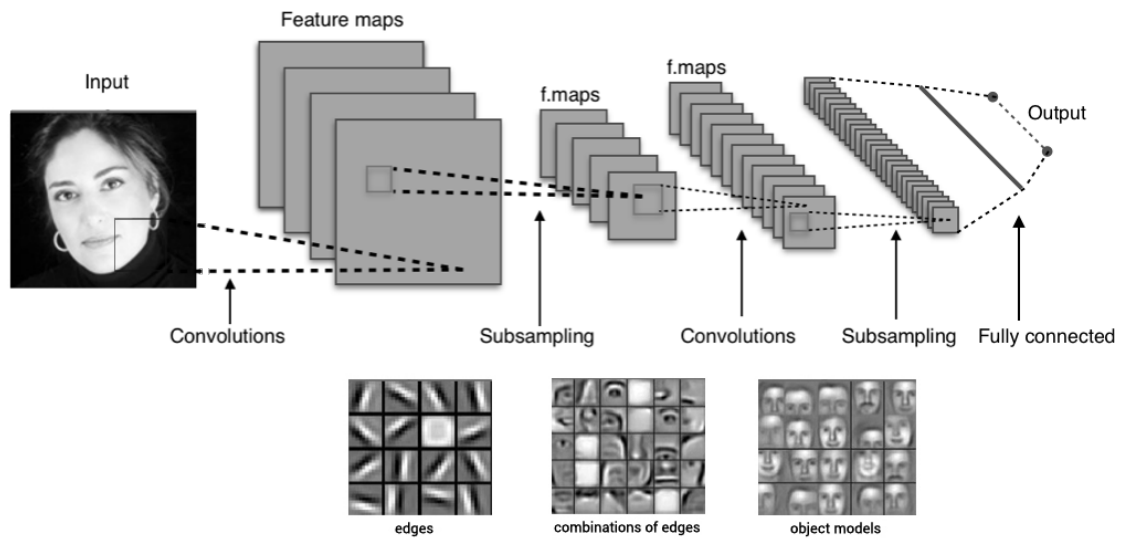 Feature maps
Input
f.maps
f.maps
Output
Convolutions
Subsampling
Convolutions
Subsampling
Fully connected
edges
combinations of edges
object models